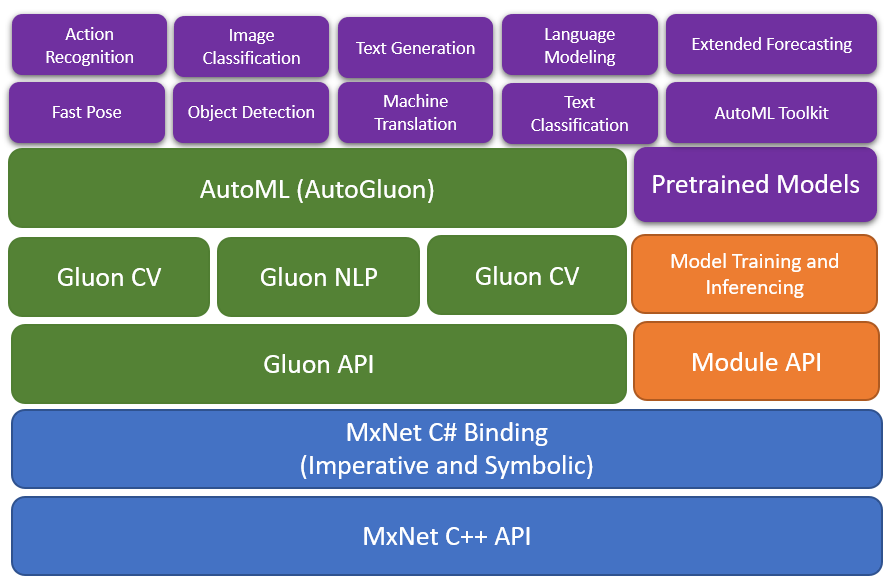 Action
Recognition
Image
Classification
Text Generation
Language
Modeling
Extended Forecasting
Fast Pose
Object Detection
Machine
Translation
Text
Classification
AutoML Toolkit
AutoML (AutoGluon)
Pretrained Models
Gluon CV
Gluon NLP
Gluon CV
Model Training and
Inferencing
Gluon API
Module API
MxNet C# Binding
(Imperative and Symbolic)
MxNet C++ API